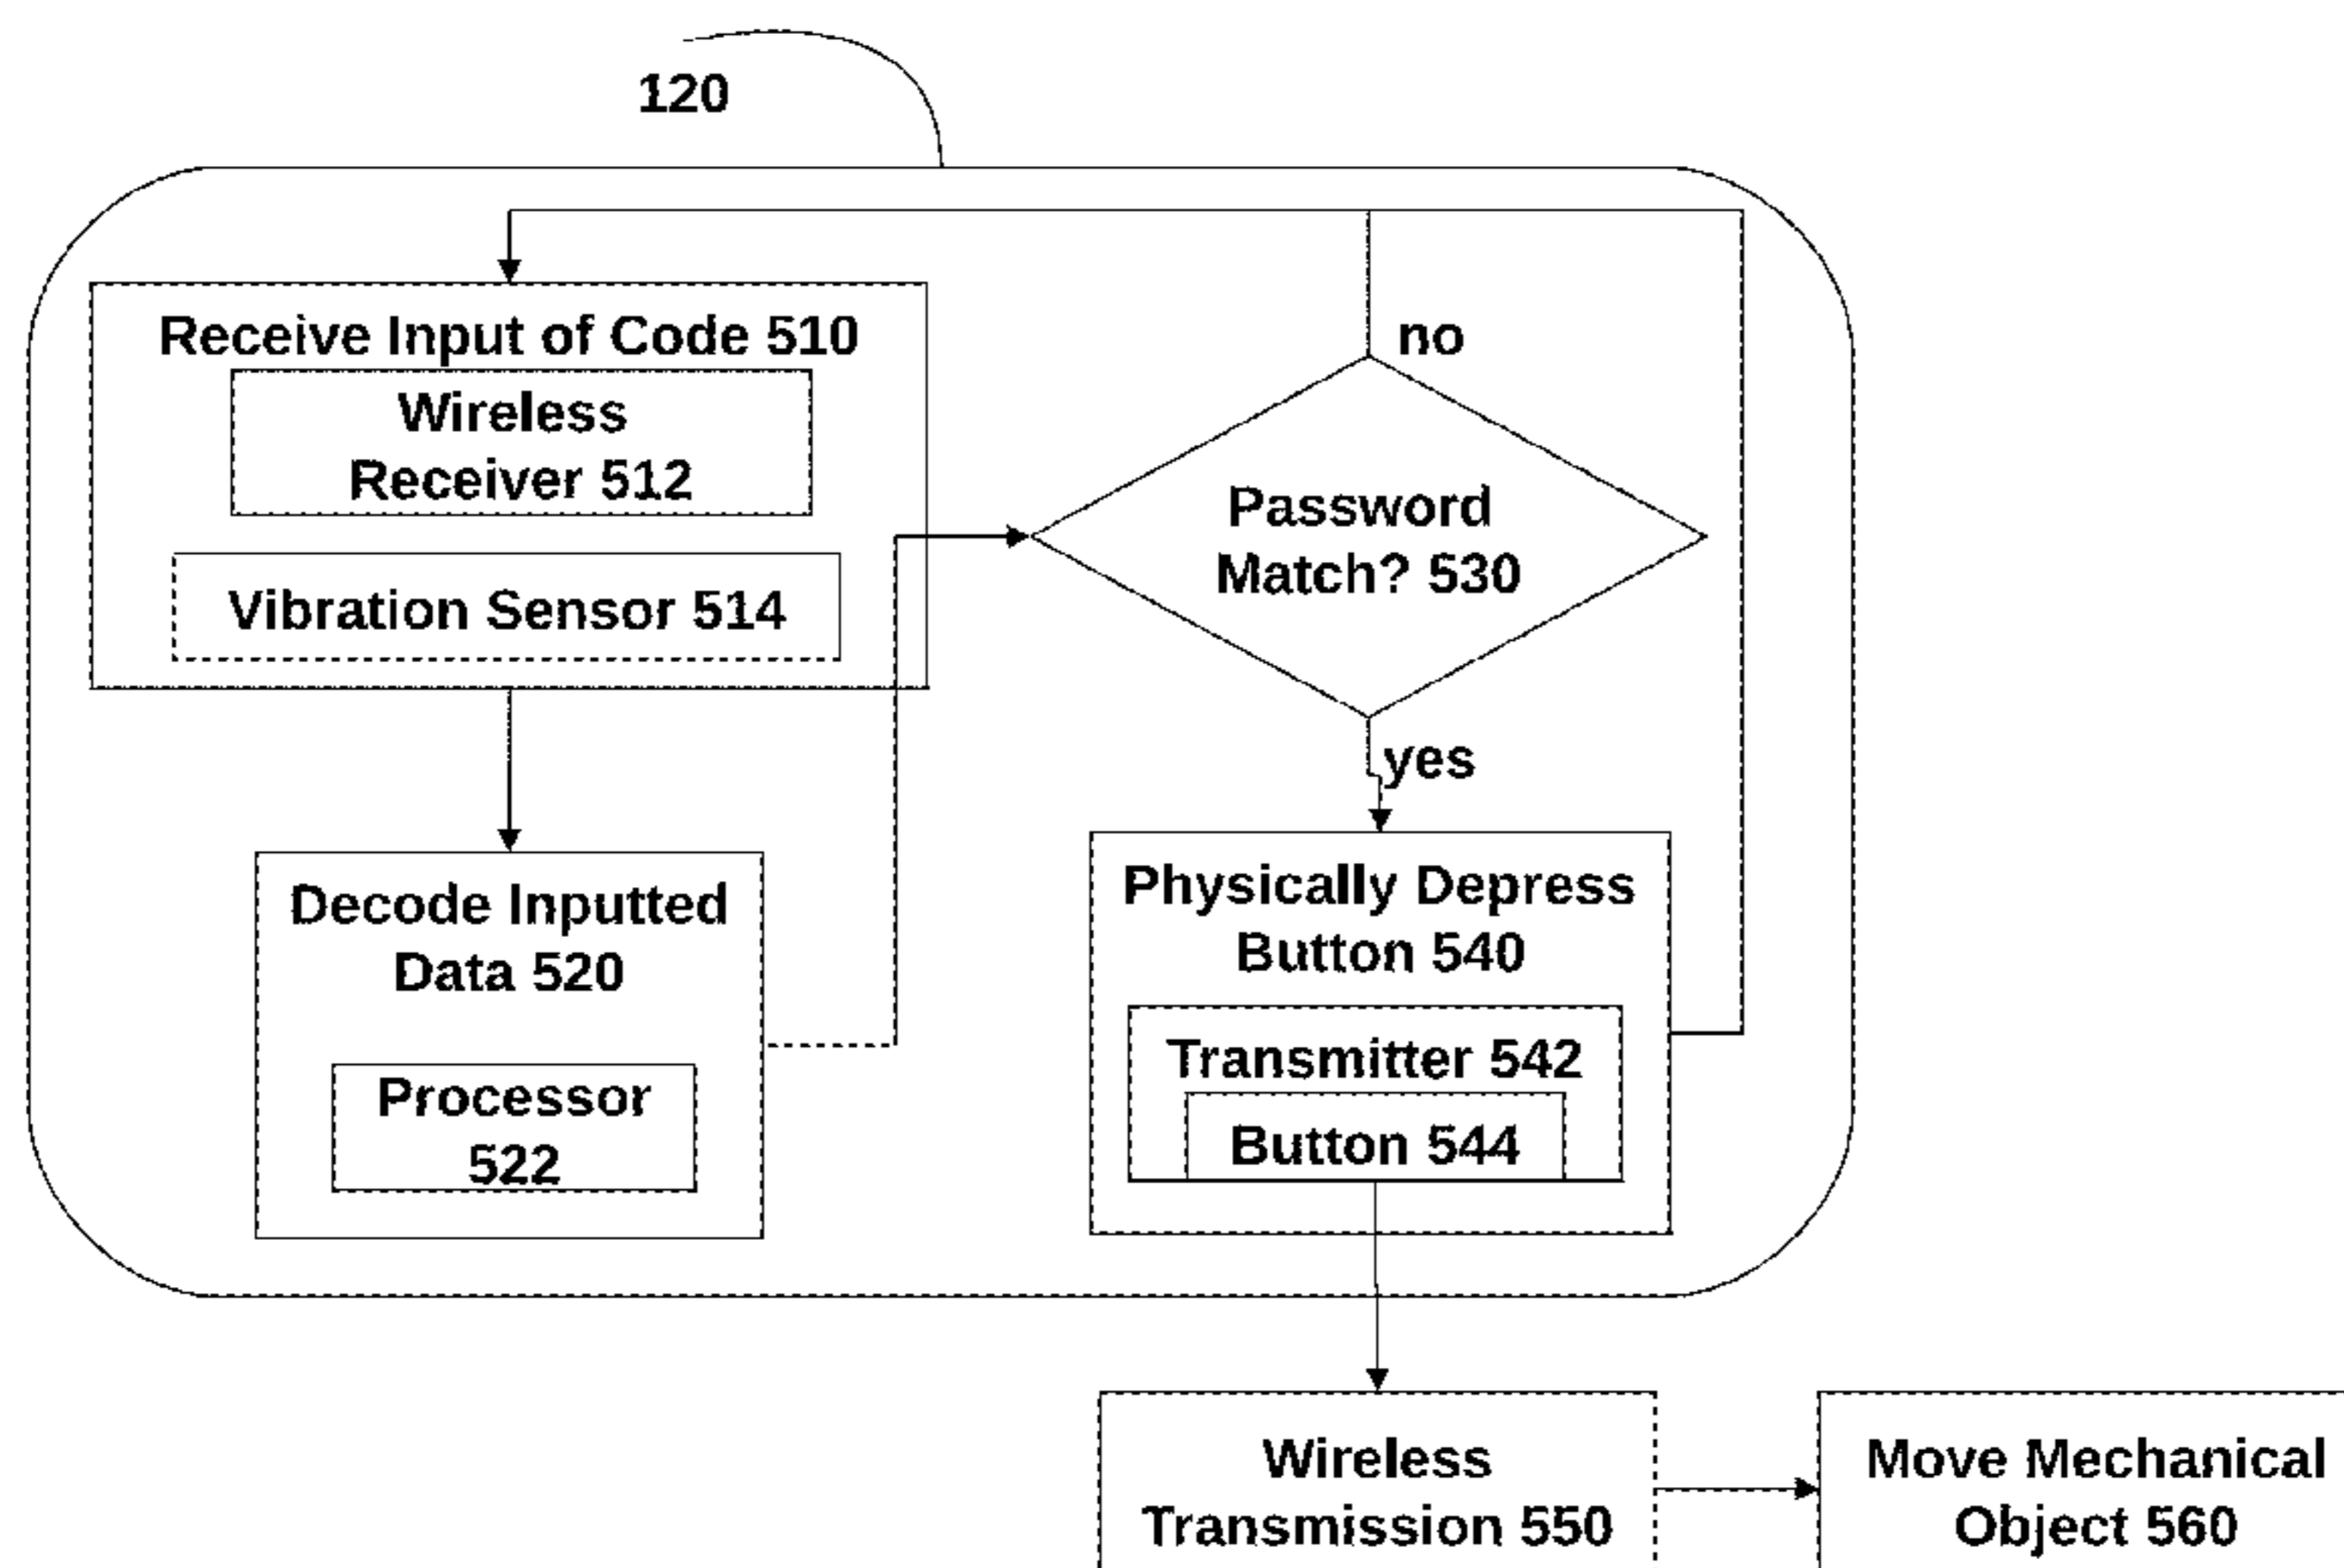 120
Receive Input of Code 510
Wireless
Receiver 512
Vibration Sensor 514
no
Password
Match? 530
yes
Decode Inputted
Data 520
Processor
522
Physically Depress
Button 540
Transmitter 542
Button 544
Wireless
Transmission 550
Move Mechanical
Object 560